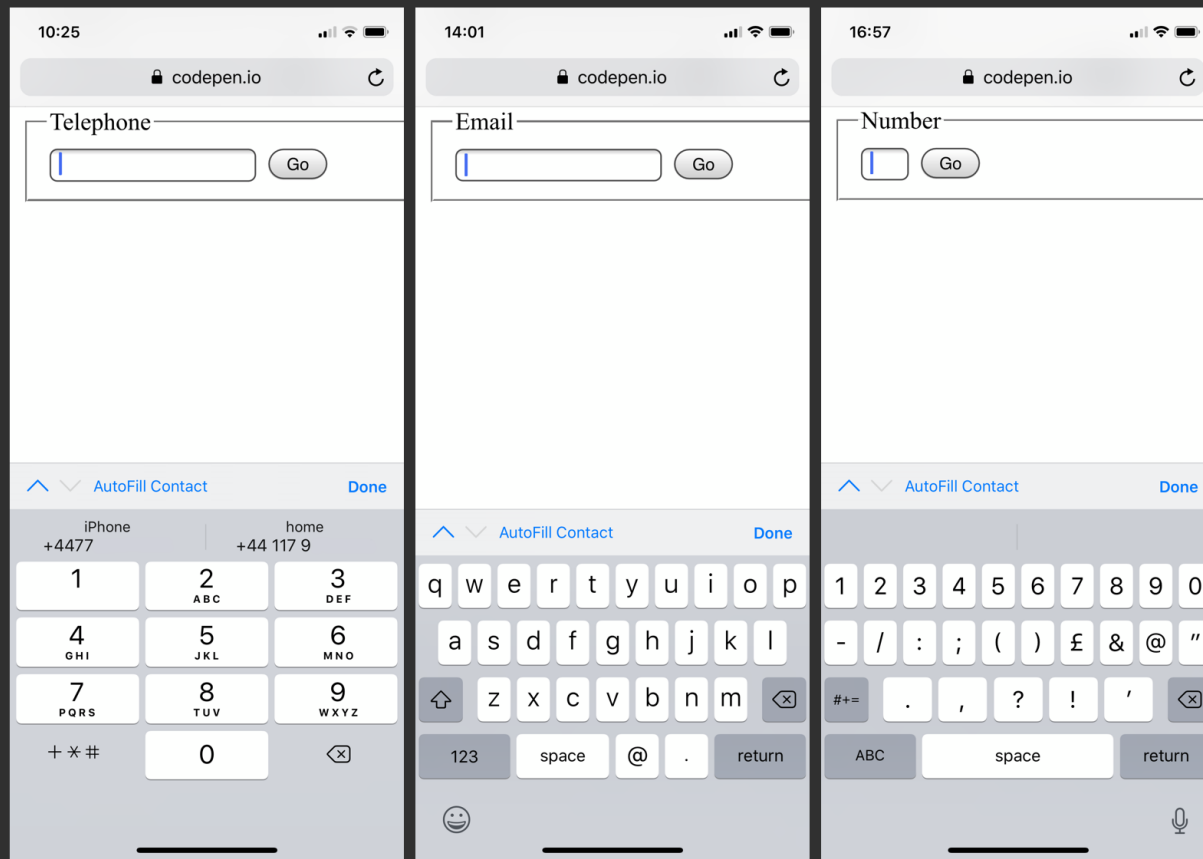 10:25
codepen.io
Telephone
Go
AutoFill Contact Done
iPhone home
+4477 +44 117 9
1 2 3
ABC DEF
4 5 6
GHI JKL MNO
7 8 9
PQRS TUV WXYZ
+*# 0
14:01
codepen.io
Email
Go
AutoFill Contact Done
q w e r t y u i o p
a s d f g h j k l
z x c v b n m
123 space @ . return
16:57
codepen.io
Number
Go
AutoFill Contact Done
1 2 3 4 5 6 7 8 9 0
- / : ; ( ) £ & @ "
#+= . , ? ! '
ABC space return